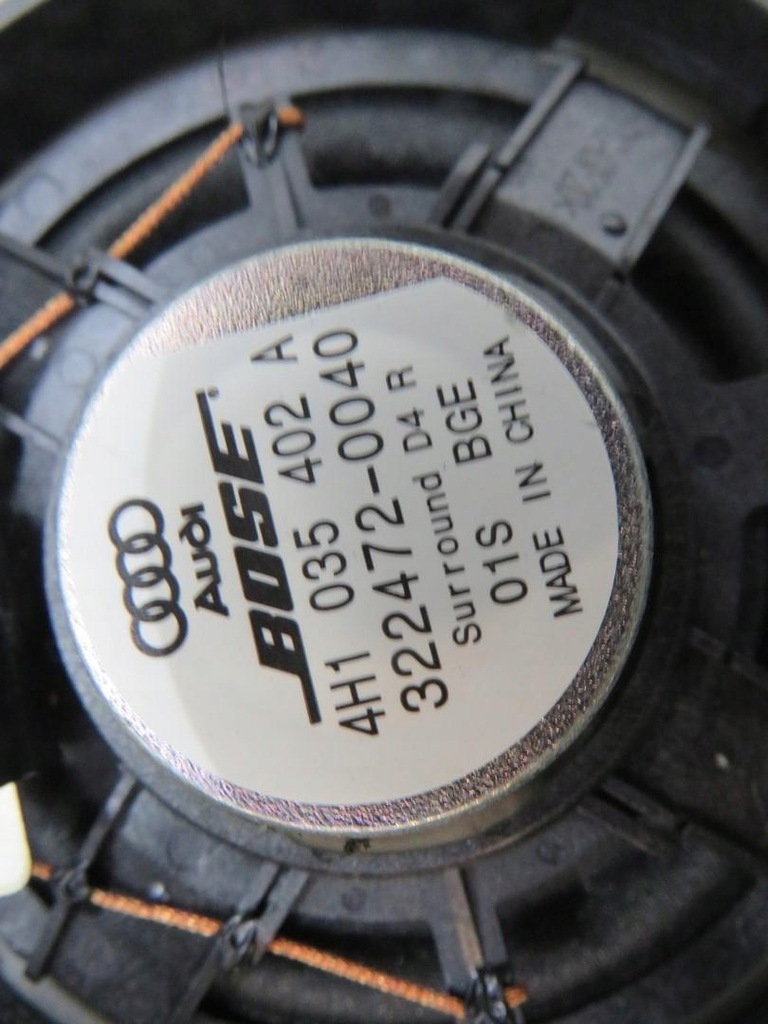 Audi
BOSE
4H1 035 402 A
322472-0040
Surround D4 R
01S BGE
MADE IN CHINA